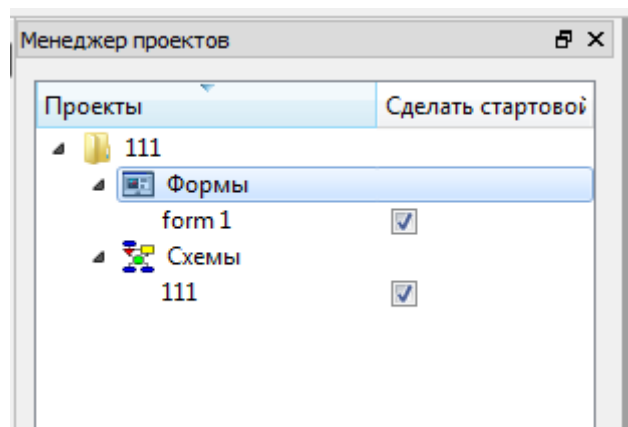 Менеджер проектов
Проекты Сделать стартовой
111
Формы
form 1
Схемы
111